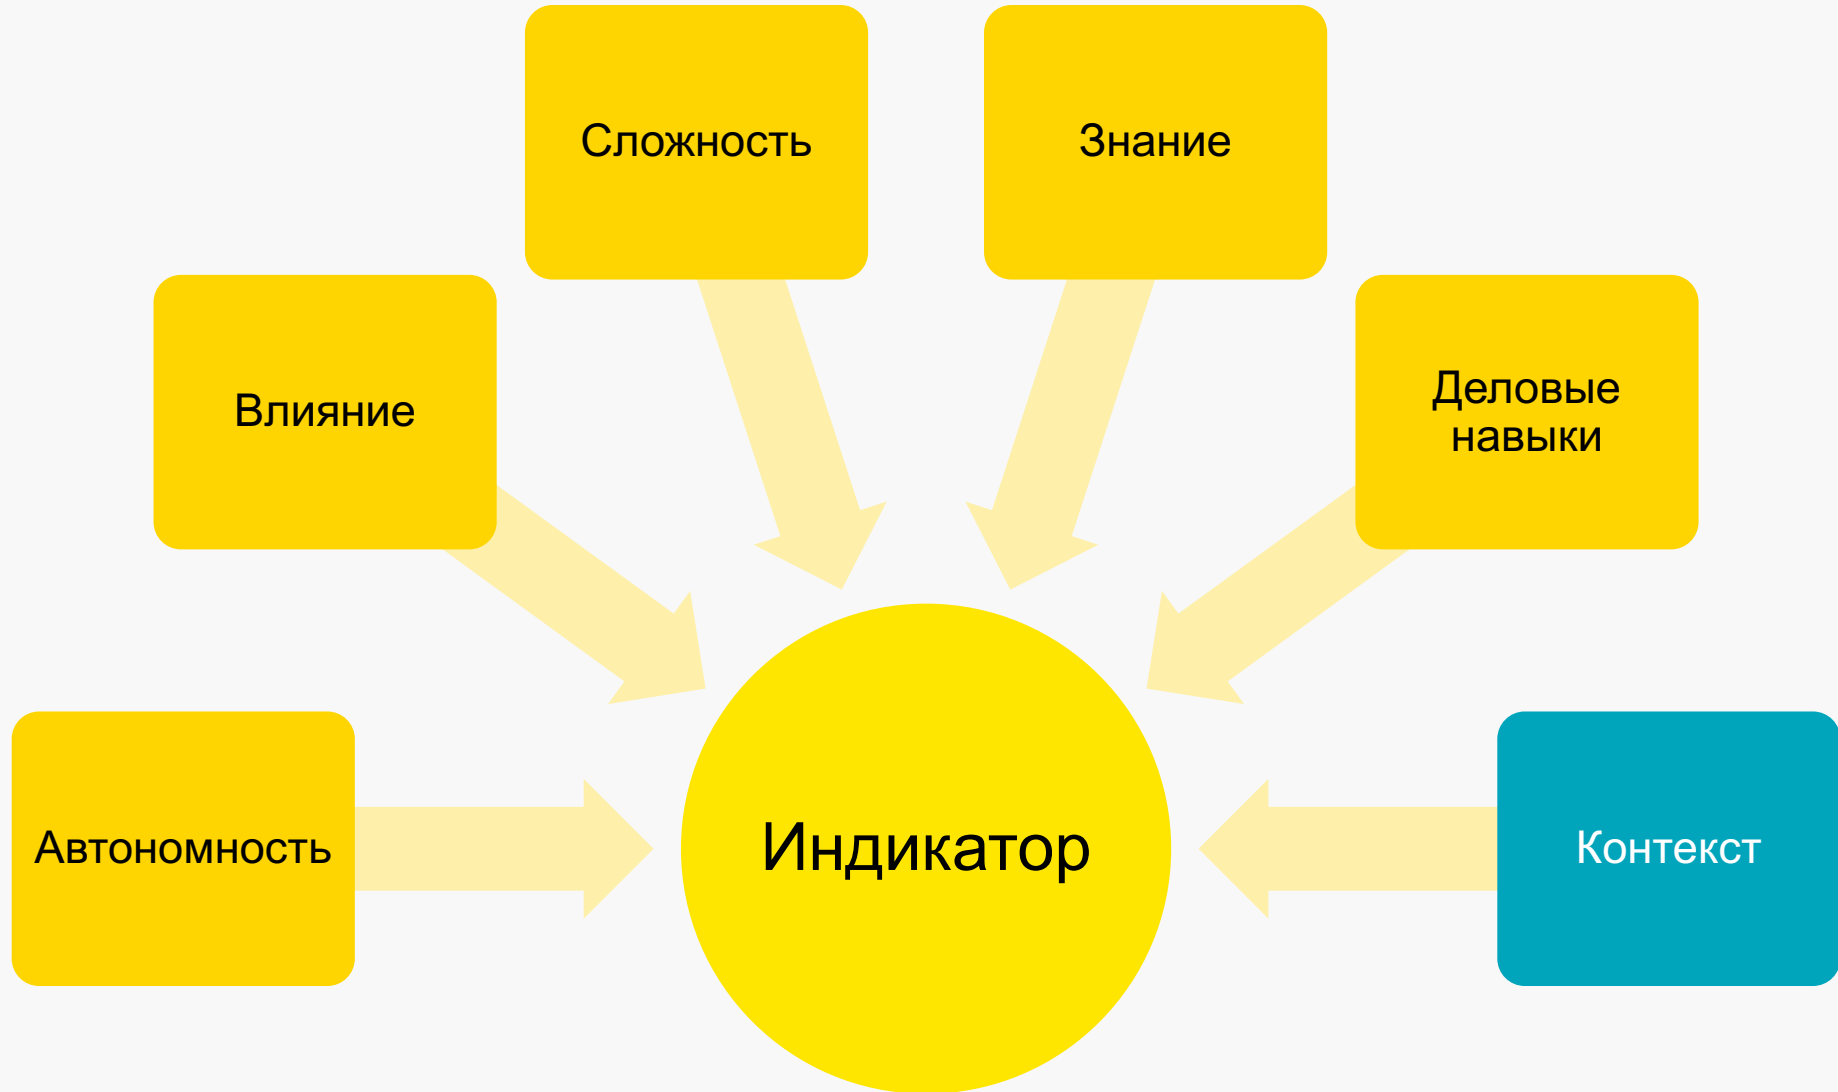 Сложность
Знание
Влияние
Деловые
навыки
Автономность
Индикатор
Контекст